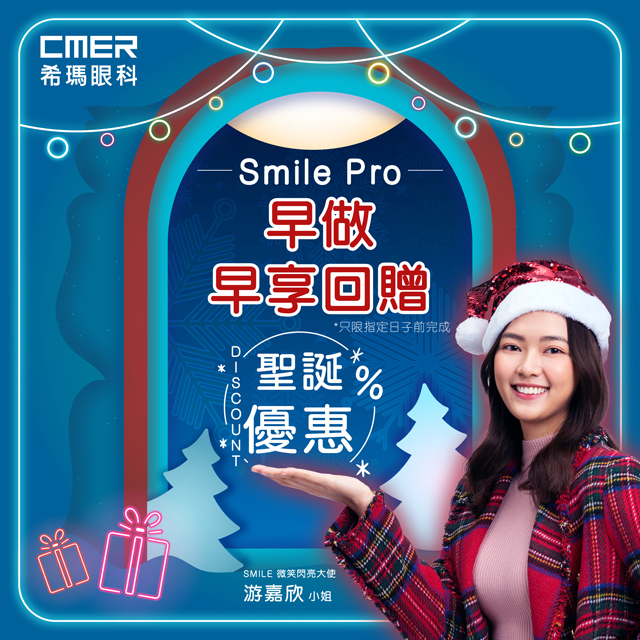 CMER
希瑪眼科
Smile Pro
早做
早享回贈
*只限指定日子前完成
DISCOUNT
聖誕%
優惠
SMILE 微笑閃亮大使
游嘉欣 小姐